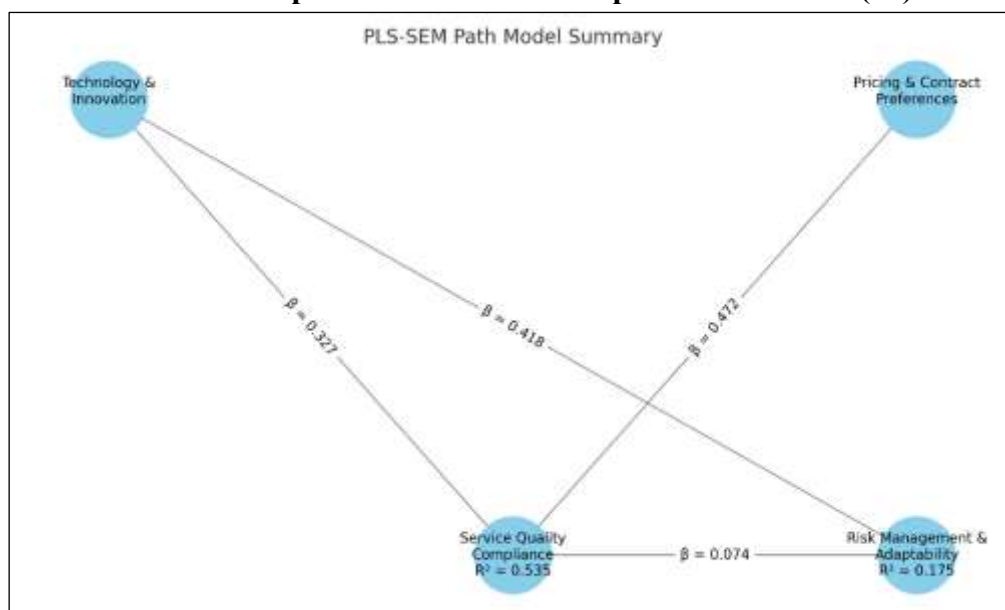 PLS-SEM Path Model Summary
Technology &
Innovation
Pricing & Contract
Preferences
β = 0.327
β = 0.418
β = 0.472
Service Quality
Compliance
R² = 0.535
β = 0.074
Risk Management &
Adaptability
R² = 0.175